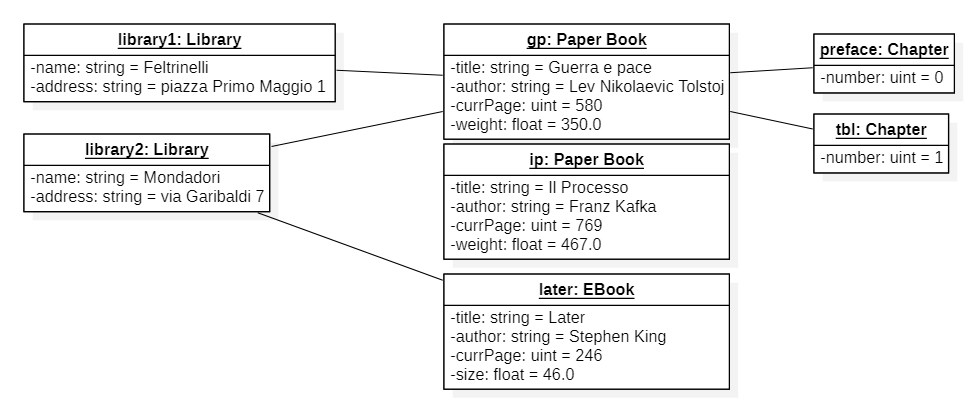 library1: Library
-name: string = Feltrinelli
-address: string = piazza Primo Maggio 1
library2: Library
-name: string = Mondadori
-address: string = via Garibaldi 7
gp: Paper Book
-title: string = Guerra e pace
-author: string = Lev Nikolaevic Tolstoj
-currPage: uint = 580
-weight: float = 350.0
ip: Paper Book
-title: string = Il Processo
-author: string = Franz Kafka
-currPage: uint = 769
-weight: float = 467.0
later: EBook
-title: string = Later
-author: string = Stephen King
-currPage: uint = 246
-size: float = 46.0
preface: Chapter
-number: uint = 0
tbl: Chapter
-number: uint = 1